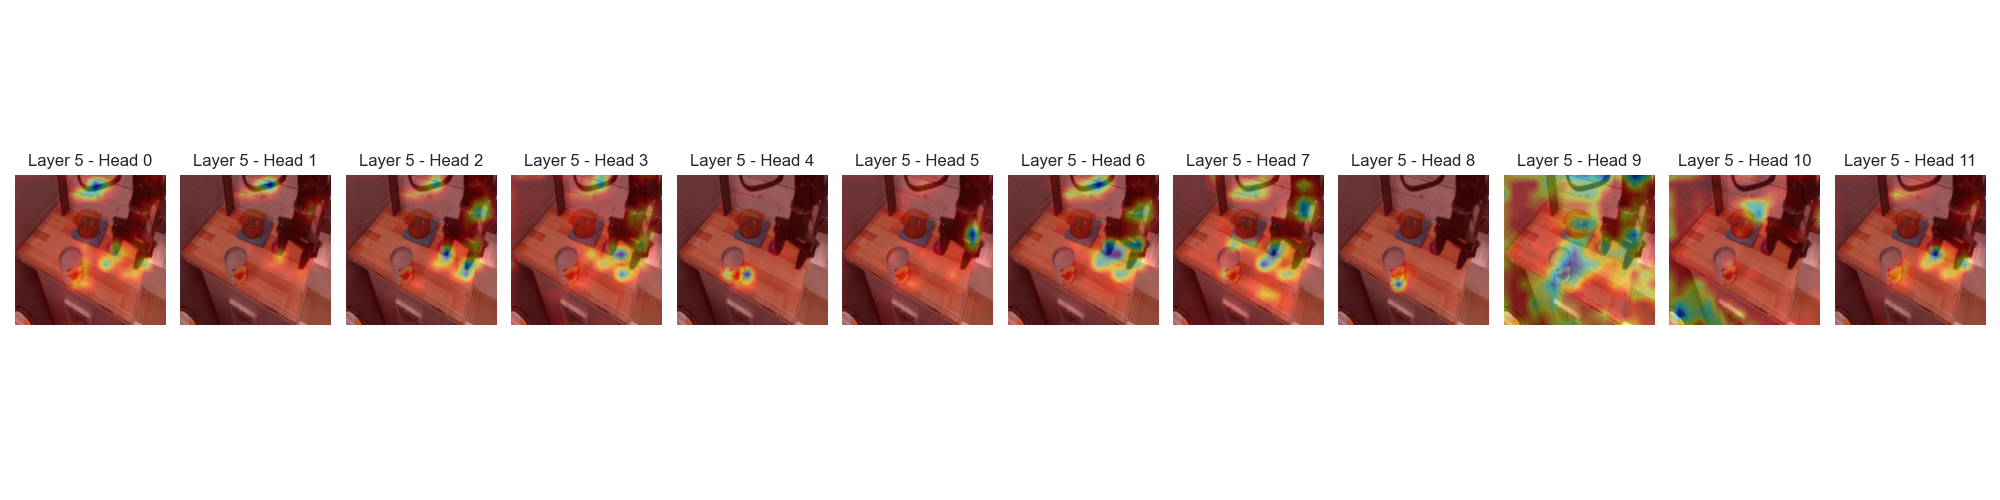 Layer 5 - Head 0
Layer 5 - Head 1
Layer 5 - Head 2
Layer 5 - Head 3
Layer 5 - Head 4
Layer 5 - Head 5
Layer 5 - Head 6
Layer 5 - Head 7
Layer 5 - Head 8
Layer 5 - Head 9
Layer 5 - Head 10
Layer 5 - Head 11